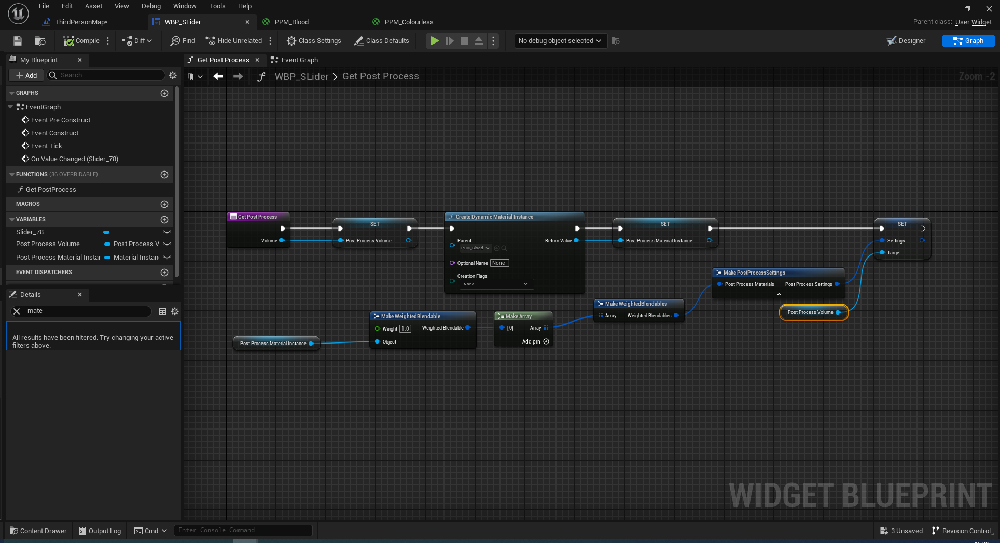 File Edit Asset View Debug Window Tools Help
ThirdPersonMap*
WBP_SLider
PPM_Blood
PPM_Colourless
Parent class: User Widget
Compile
Diff
Find
Hide Unrelated
Class Settings
Class Defaults
No debug object selected
Designer
Graph
My Blueprint
Get Post Process
Event Graph
Add
Search
WBP_SLider > Get Post Process
Zoom -2
GRAPHS
EventGraph
Event Pre Construct
Event Construct
Event Tick
On Value Changed (Slider_78)
FUNCTIONS (36 OVERRIDABLE)
Get PostProcess
MACROS
VARIABLES
Slider_78
Post Process Volume Post Process V
Post Process Material Instar Material Instan
EVENT DISPATCHERS
Details
mate
All results have been filtered. Try changing your active
filters above.
Get Post Process
Volume
SET
Post Process Volume
Create Dynamic Material Instance
Parent
PPM_Blood
Return Value
Optional Name None
Creation Flags
None
SET
Post Process Material Instance
SET
Settings
Target
Make PostProcessSettings
Post Process Materials Post Process Settings
Post Process Volume
Make WeightedBlendables
Array Weighted Blendables
Make WeightedBlendable
Weight 1.0 Weighted Blendable
Object
Make Array
[0] Array
Add pin
Post Process Material Instance
WIDGET BLUEPRINT
Content Drawer
Output Log
Cmd
Enter Console Command
3 Unsaved
Revision Control